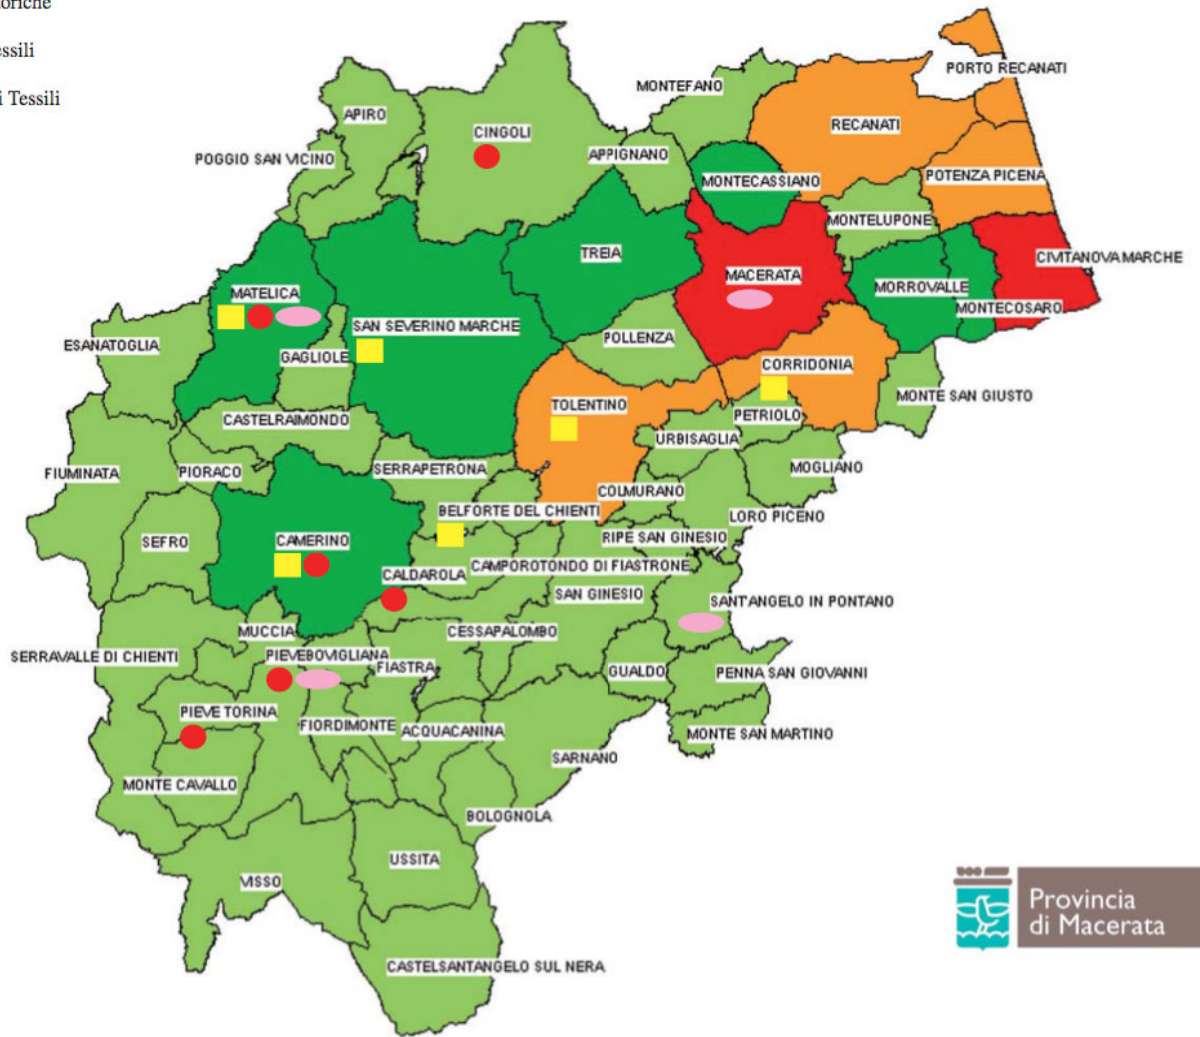 oriche
essili
i Tessili
PORTO RECANATI
MONTEFANO
APIRO
RECANATI
CINGOLI
APPIGNANO
POGGIO SAN VICINO
POTENZA PICENA
MONTECASSIANO
MONTELUPONE
TREIA
CIVITANOVA MARCHE
MACERATA
MORROVALLE
MATELICA
MONTECOSARO
SAN SEVERINO MARCHE
POLLENZA
ESANATOGLIA
GAGLIOLE
CORRIDONIA
MONTE SAN GIUSTO
TOLENTINO
PETRIOLO
CASTELRAIMONDO
URBISAGLIA
MOGLIANO
SERRAPETRONA
FIUMINATA
PIORACO
COLMURANO
BELFORTE DEL CHIENTI
LORO PICENO
RIPE SAN GINESIO
CAMERINO
SEFRO
CAMPOROTONDO DI FIASTRONE
CALDAROLA
SAN GINESIO
SANT'ANGELO IN PONTANO
MUCCIA
CESSAPALOMBO
SERRAVALLE DI CHIENTI
PIEVEBOVIGLIANA
FIASTRA
GUALDO
PENNA SAN GIOVANNI
PIEVE TORINA
FIORDIMONTE
ACQUACANINA
MONTE SAN MARTINO
SARNANO
MONTE CAVALLO
BOLOGNOLA
USSITA
VISSO
CASTELSANTANGELO SUL NERA
Provincia
di Macerata